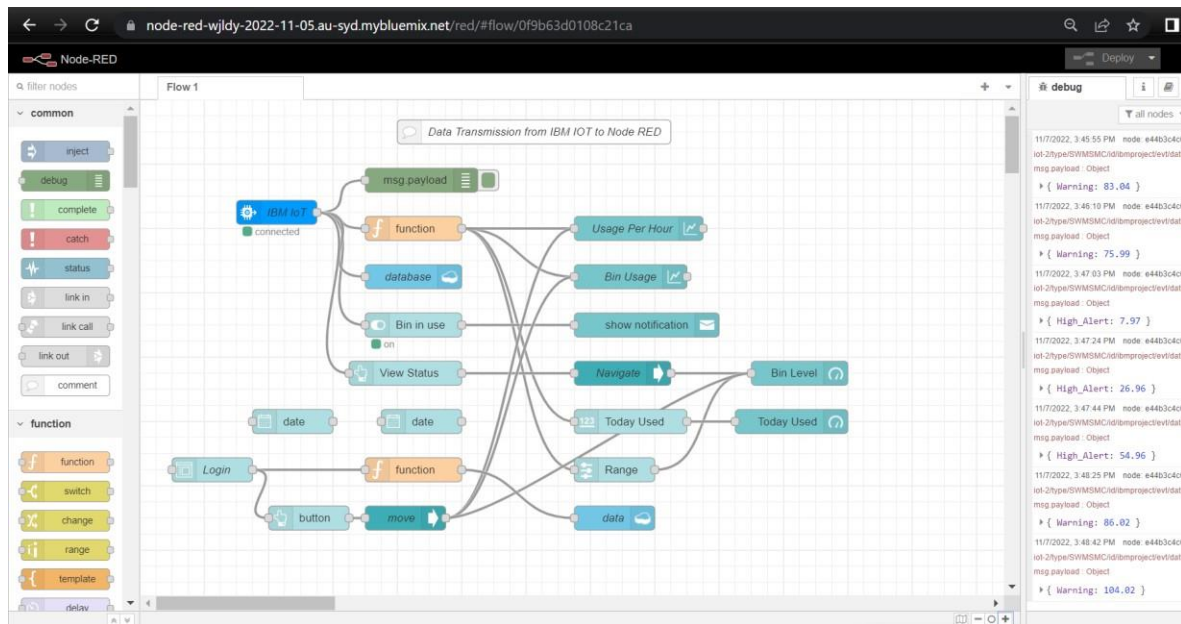 node-red-wjldy-2022-11-05.au-syd.mybluemix.net/red/#flow/0f9b63d0108c21ca
Node-RED
Deploy
filter nodes
common
inject
debug
complete
catch
status
link in
link call
link out
comment
function
function
switch
change
range
template
delay
Flow 1
Data Transmission from IBM IOT to Node RED
msg.payload
IBM IoT
connected
function
Usage Per Hour
database
Bin Usage
Bin in use
on
show notification
View Status
Navigate
Bin Level
date
date
123
Today Used
Today Used
Login
function
Range
button
move
data
debug
all nodes
11/7/2022, 3:45:55 PM node: e44b3c4c
iot-2/type/SWMSMC/id/ibmproject/evt/dat
msg.payload : Object
{ Warning: 83.04 }
11/7/2022, 3:46:10 PM node: e44b3c4c
iot-2/type/SWMSMC/id/ibmproject/evt/dat
msg.payload : Object
{ Warning: 75.99 }
11/7/2022, 3:47:03 PM node: e44b3c4c
iot-2/type/SWMSMC/id/ibmproject/evt/dat
msg.payload : Object
{ High_Alert: 7.97 }
11/7/2022, 3:47:24 PM node: e44b3c4c
iot-2/type/SWMSMC/id/ibmproject/evt/dat
msg.payload : Object
{ High_Alert: 26.96 }
11/7/2022, 3:47:44 PM node: e44b3c4c
iot-2/type/SWMSMC/id/ibmproject/evt/dat
msg.payload : Object
{ High_Alert: 54.96 }
11/7/2022, 3:48:25 PM node: e44b3c4c
iot-2/type/SWMSMC/id/ibmproject/evt/dat
msg.payload : Object
{ Warning: 86.02 }
11/7/2022, 3:48:42 PM node: e44b3c4c
iot-2/type/SWMSMC/id/ibmproject/evt/dat
msg.payload : Object
{ Warning: 104.02 }